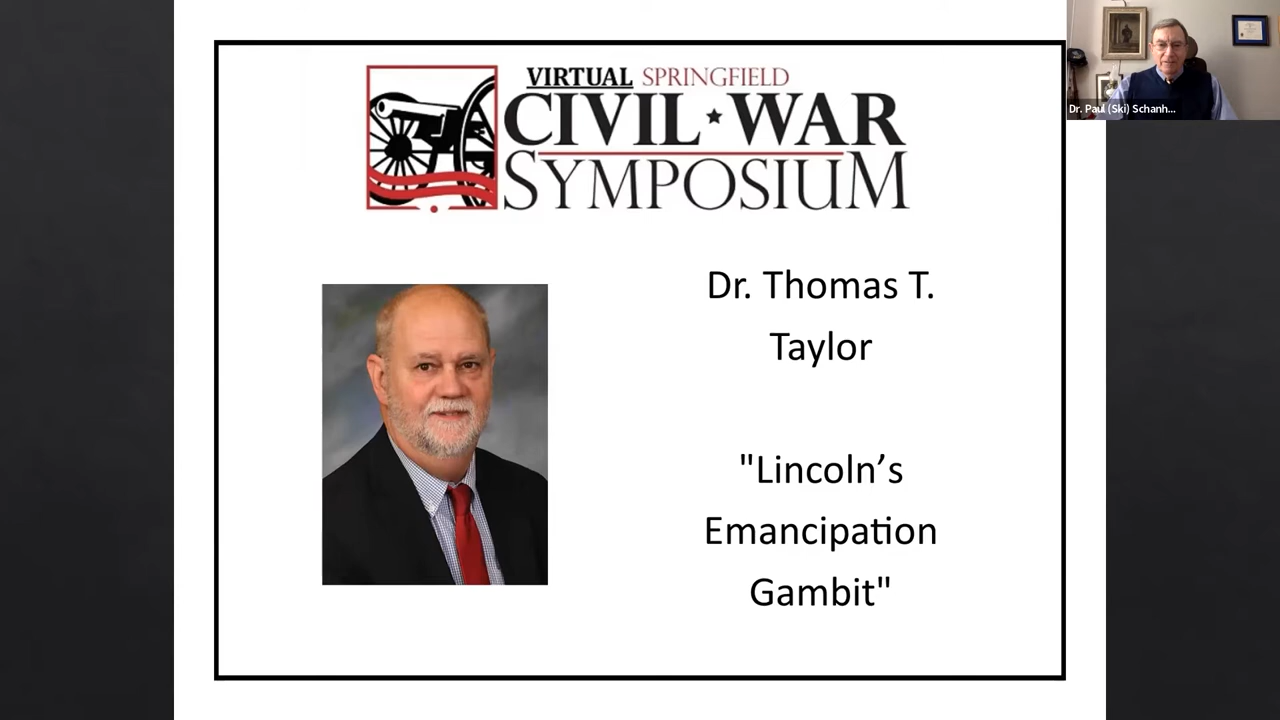 VIRTUAL SPRINGFIELD
CIVIL★WAR
SYMPOSIUM
Dr. Thomas T.
Taylor
"Lincoln’s
Emancipation
Gambit"
Dr. Paul (Ski) Schanh...